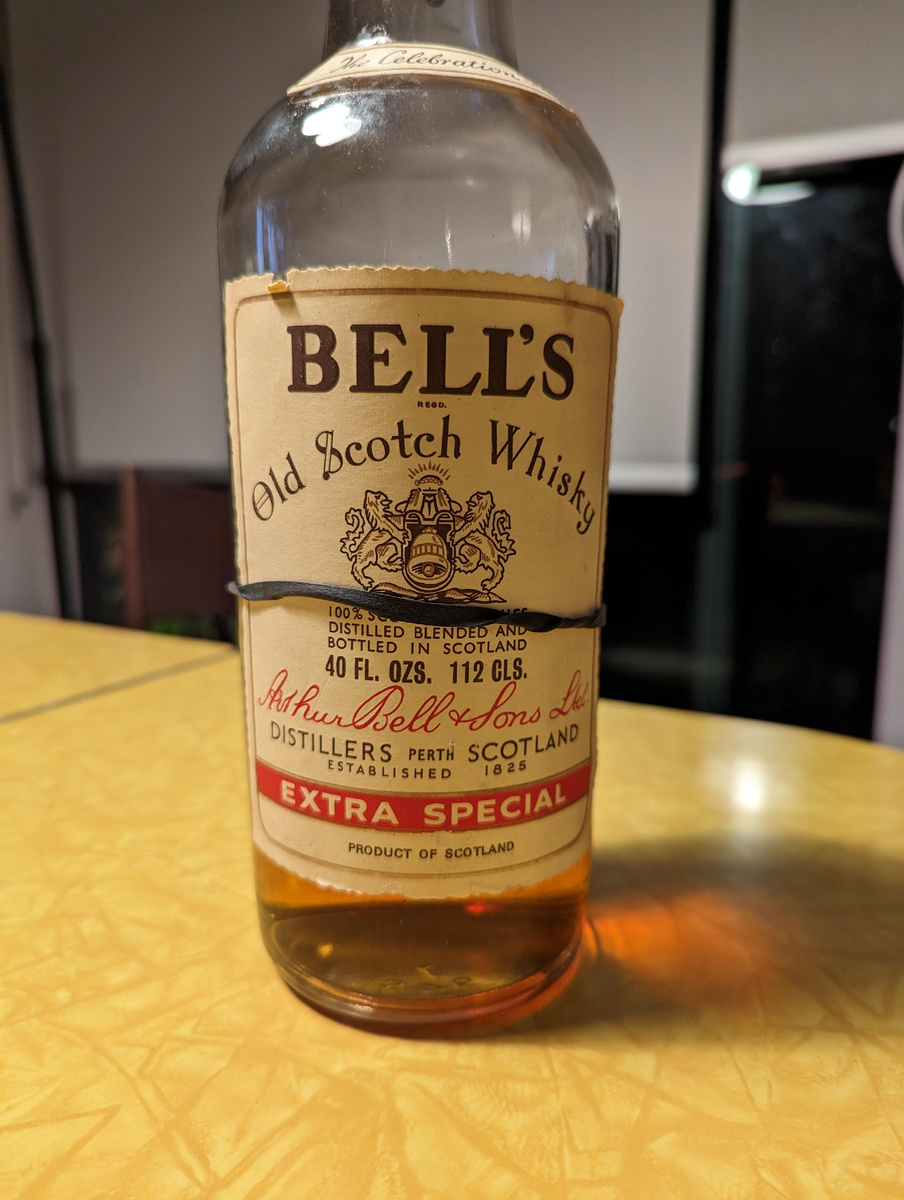 The Celebration
BELL'S
REGD.
Old Scotch Whisky
100%
DISTILLED BLENDED AND
BOTTLED IN SCOTLAND
40 FL. OZS. 112 CLS.
Arthur Bell & Sons Ltd.
DISTILLERS PERTH SCOTLAND
ESTABLISHED 1825
EXTRA SPECIAL
PRODUCT OF SCOTLAND